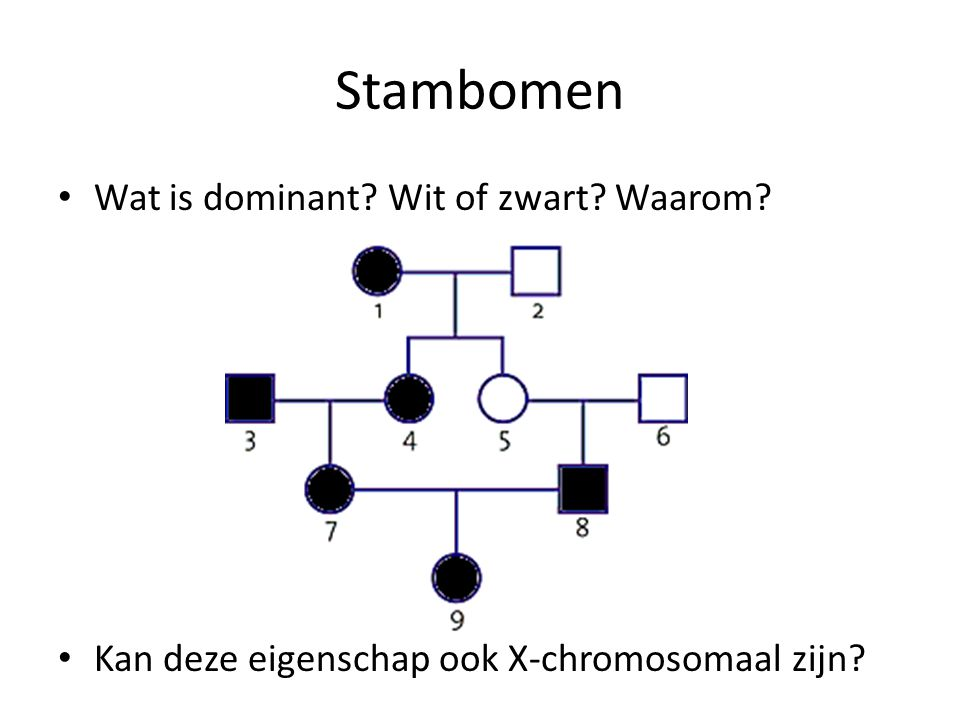 Stambomen
• Wat is dominant? Wit of zwart? Waarom?
1 2
3 4 5 6
7 8
9
• Kan deze eigenschap ook X-chromosomaal zijn?